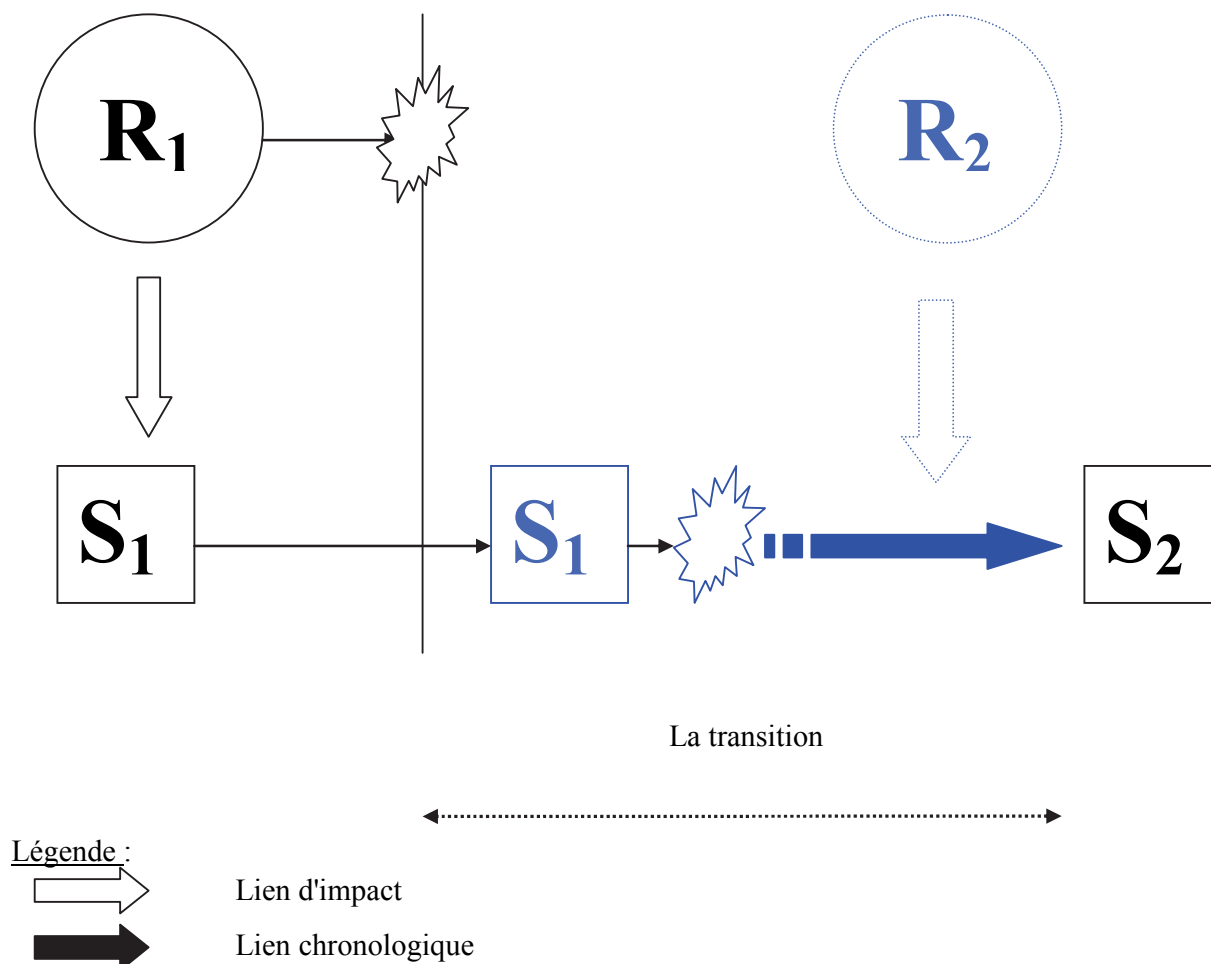 R₁
R₂
S₁
S₁
S₂
La transition
Légende :
Lien d'impact
Lien chronologique